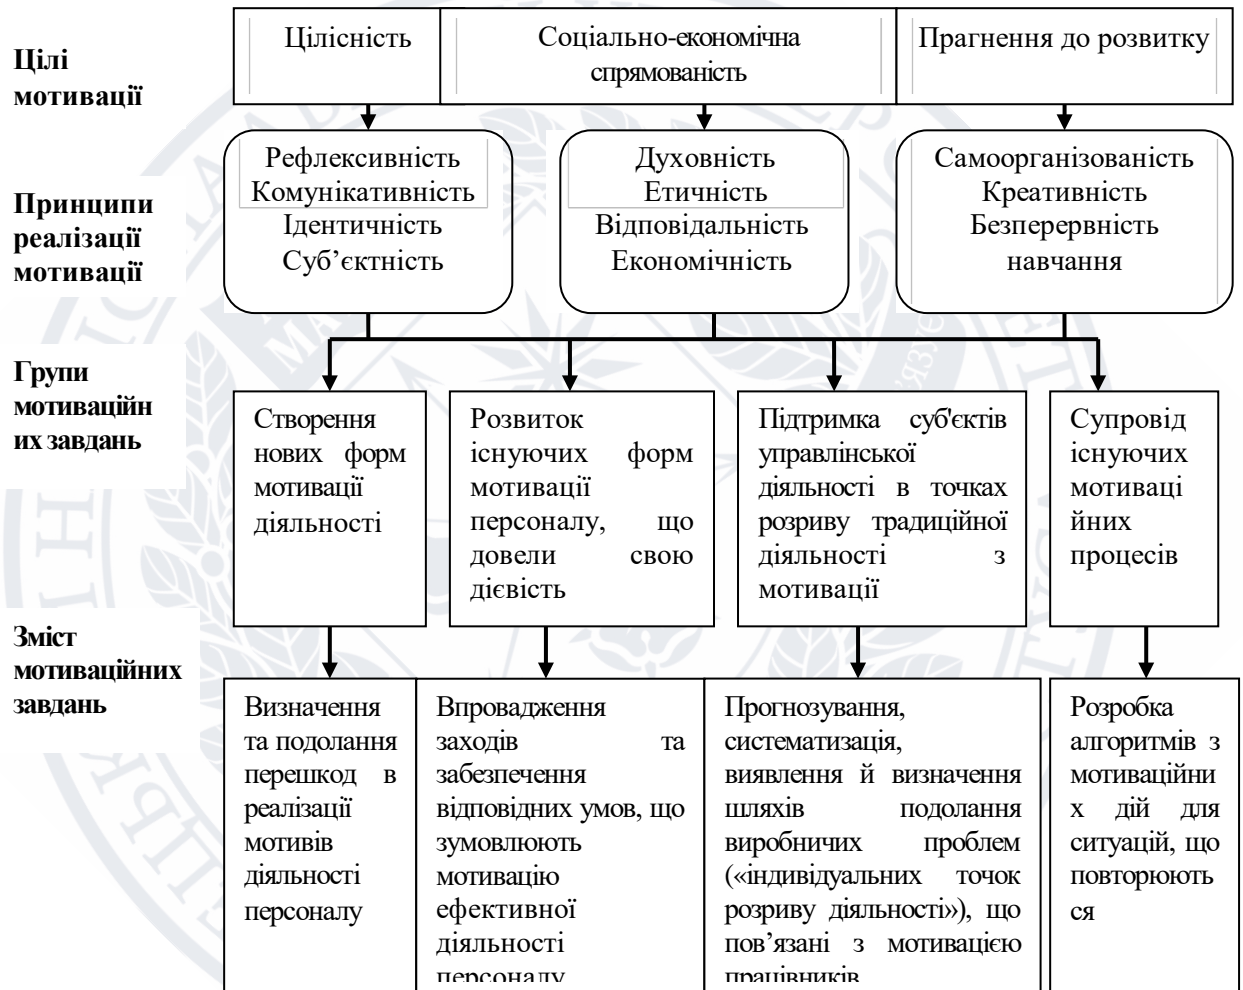 Цілі
мотивації
Цілісність
Соціально-економічна
спрямованість
Прагнення до розвитку
Принципи
реалізації
мотивації
Рефлексивність
Комунікативність
Ідентичність
Суб’єктність
Духовність
Етичність
Відповідальність
Економічність
Самоорганізованість
Креативність
Безперервність
навчання
Групи
мотиваційн
их завдань
Створення
нових форм
мотивації
діяльності
Розвиток
існуючих форм
мотивації
персоналу, що
довели свою
дієвість
Підтримка суб'єктів
управлінської
діяльності в точках
розриву традиційної
діяльності з
мотивації
Супровід
існуючих
мотиваці
йних
процесів
Зміст
мотиваційних
завдань
Визначення
та подолання
перешкод в
реалізації
мотивів
діяльності
персоналу
Впровадження
заходів та
забезпечення
відповідних умов, що
зумовлюють
мотивацію
ефективної
діяльності
персоналу
Прогнозування,
систематизація,
виявлення й визначення
шляхів подолання
виробничих проблем
(«індивідуальних точок
розриву діяльності»), що
пов’язані з мотивацією
працівників
Розробка
алгоритмів з
мотиваційни
х дій для
ситуацій, що
повторюють
ся